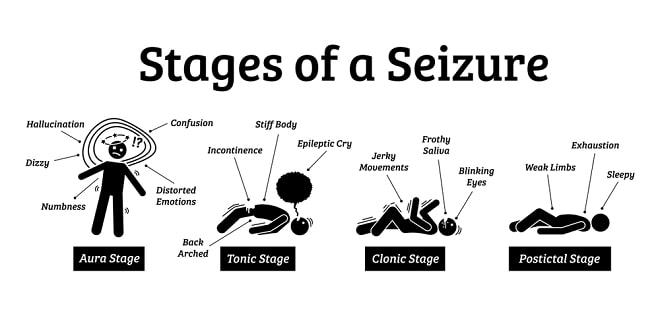 Stages of a Seizure
Hallucination
Confusion
!?
Dizzy
Numbness
Distorted
Emotions
Aura Stage
Stiff Body
Incontinence
Epileptic Cry
Back
Arched
Tonic Stage
Frothy
Saliva
Jerky
Movements
Blinking
Eyes
Clonic Stage
Exhaustion
Weak Limbs
Sleepy
Postictal Stage